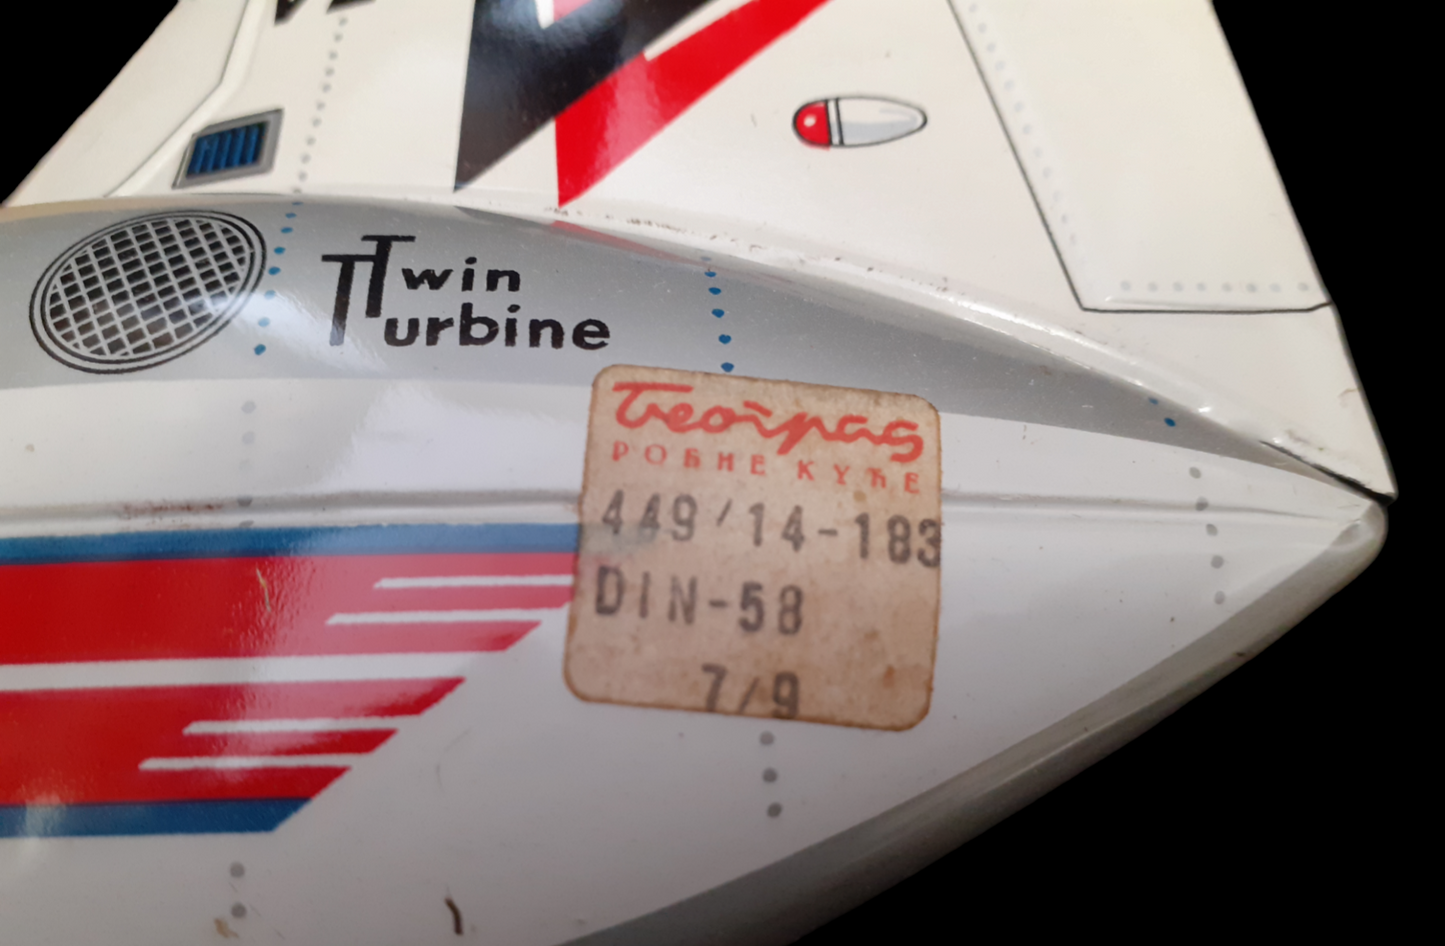 Twin
Turbine
Београд
РОБНЕ КУЋЕ
449/14-183
DIN-58
7/9